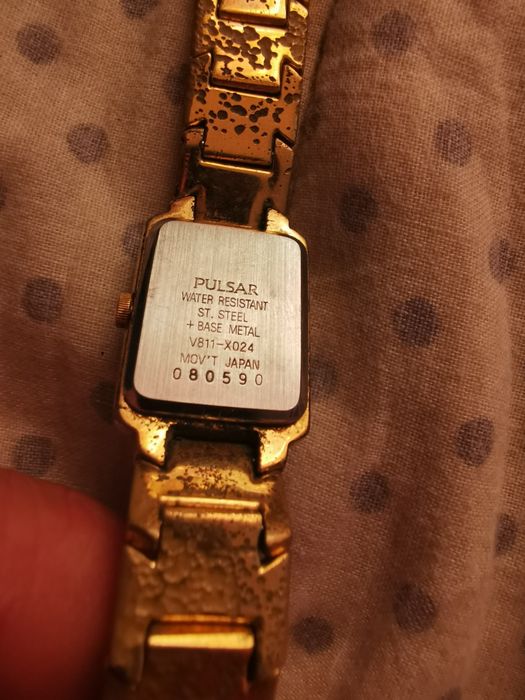 PULSAR
WATER RESISTANT
ST. STEEL
+ BASE METAL
V811-X024
MOV'T JAPAN
080590